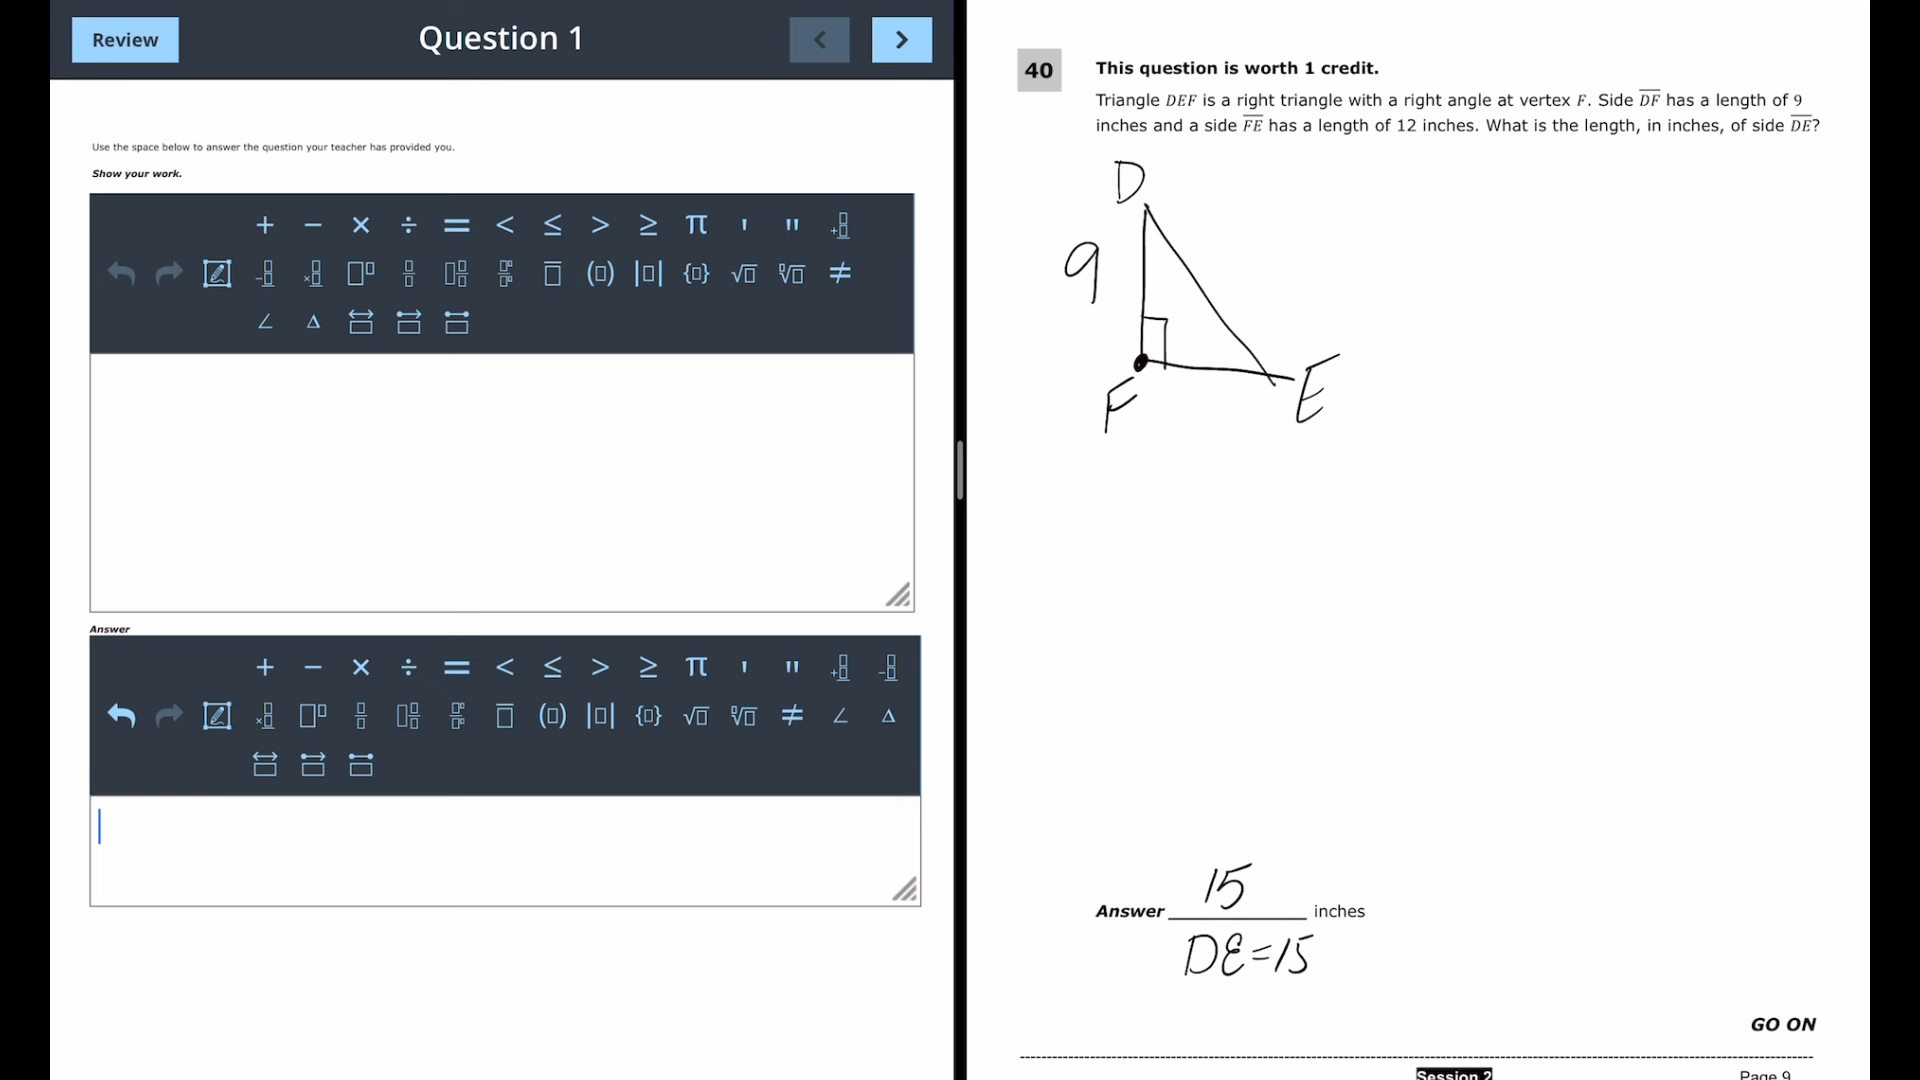 Review
Question 1
Use the space below to answer the question your teacher has provided you.
Show your work.
+ − × ÷ = < ≤ > ≥ π ' "
≠
∠ Δ
Answer
+ − × ÷ = < ≤ > ≥ π ' "
≠ ∠ Δ
40 This question is worth 1 credit.
Triangle DEF is a right triangle with a right angle at vertex F. Side DF has a length of 9
inches and a side FE has a length of 12 inches. What is the length, in inches, of side DE?
D
9
F
E
15
Answer inches
DE=15
GO ON
Session 2 Page 9